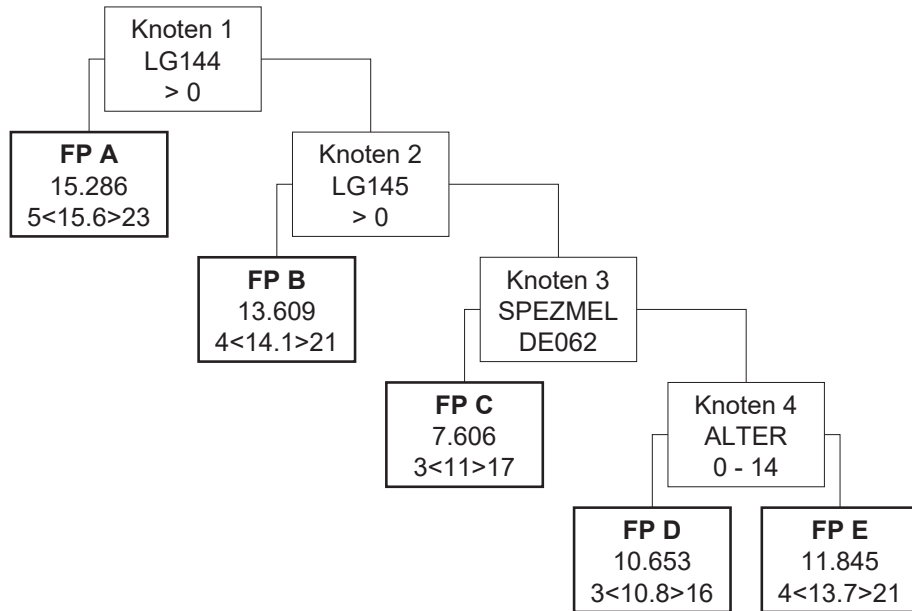 Knoten 1
LG144
> 0
FP A
15.286
5<15.6>23
Knoten 2
LG145
> 0
FP B
13.609
4<14.1>21
Knoten 3
SPEZMEL
DE062
FP C
7.606
3<11>17
Knoten 4
ALTER
0 - 14
FP D
10.653
3<10.8>16
FP E
11.845
4<13.7>21